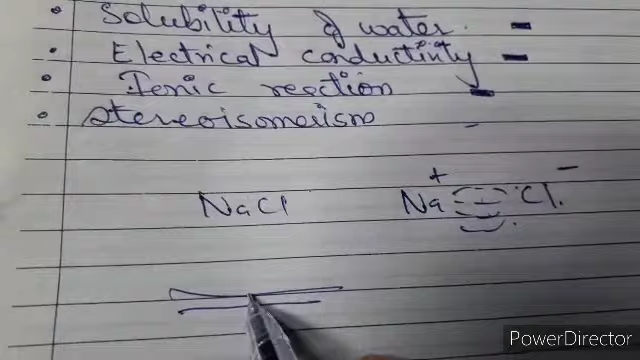 • Solubility of water. -
• Electrical conductivity -
• Ionic reaction -
• Stereoisomerism -
NaCl Na+ Cl-
PowerDirector